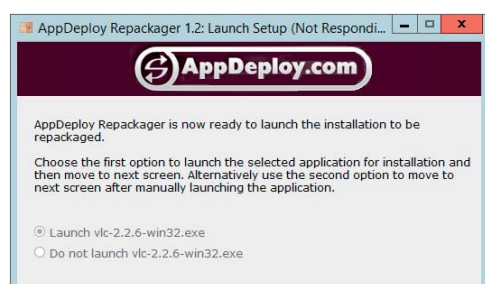 AppDeploy Repackager 1.2: Launch Setup (Not Respondi...
AppDeploy.com
AppDeploy Repackager is now ready to launch the installation to be
repackaged.
Choose the first option to launch the selected application for installation and
then move to next screen. Alternatively use the second option to move to
next screen after manually launching the application.
Launch vlc-2.2.6-win32.exe
Do not launch vlc-2.2.6-win32.exe